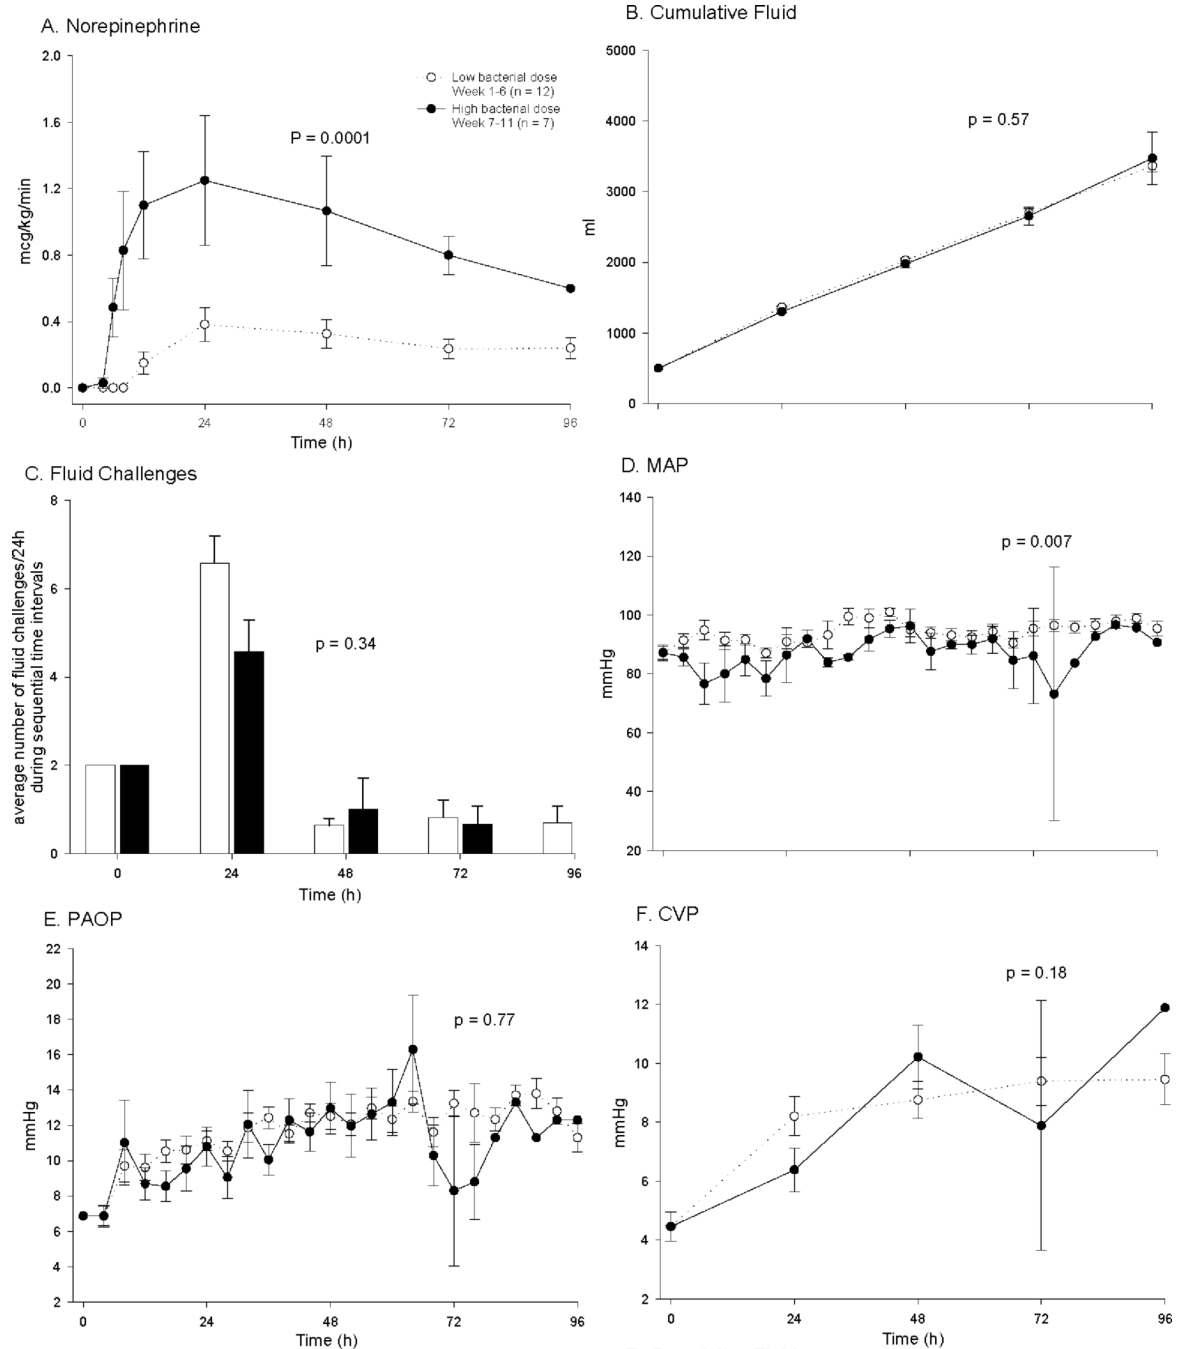 A. Norepinephrine
2.0
1.6
1.2
0.8
0.4
0.0
mcg/kg/min
Low bacterial dose
Week 1-6 (n = 12)
High bacterial dose
Week 7-11 (n = 7)
P = 0.0001
0
24
48
72
96
Time (h)
B. Cumulative Fluid
5000
4000
3000
2000
1000
0
ml
p = 0.57
C. Fluid Challenges
8
6
4
2
0
average number of fluid challenges/24h
during sequential time intervals
p = 0.34
0
24
48
72
96
Time (h)
D. MAP
140
120
100
80
60
40
20
mmHg
p = 0.007
E. PAOP
22
20
18
16
14
12
10
8
6
4
2
mmHg
p = 0.77
0
24
48
72
96
Time (h)
F. CVP
14
12
10
8
6
4
2
mmHg
p = 0.18
0
24
48
72
96
Time (h)